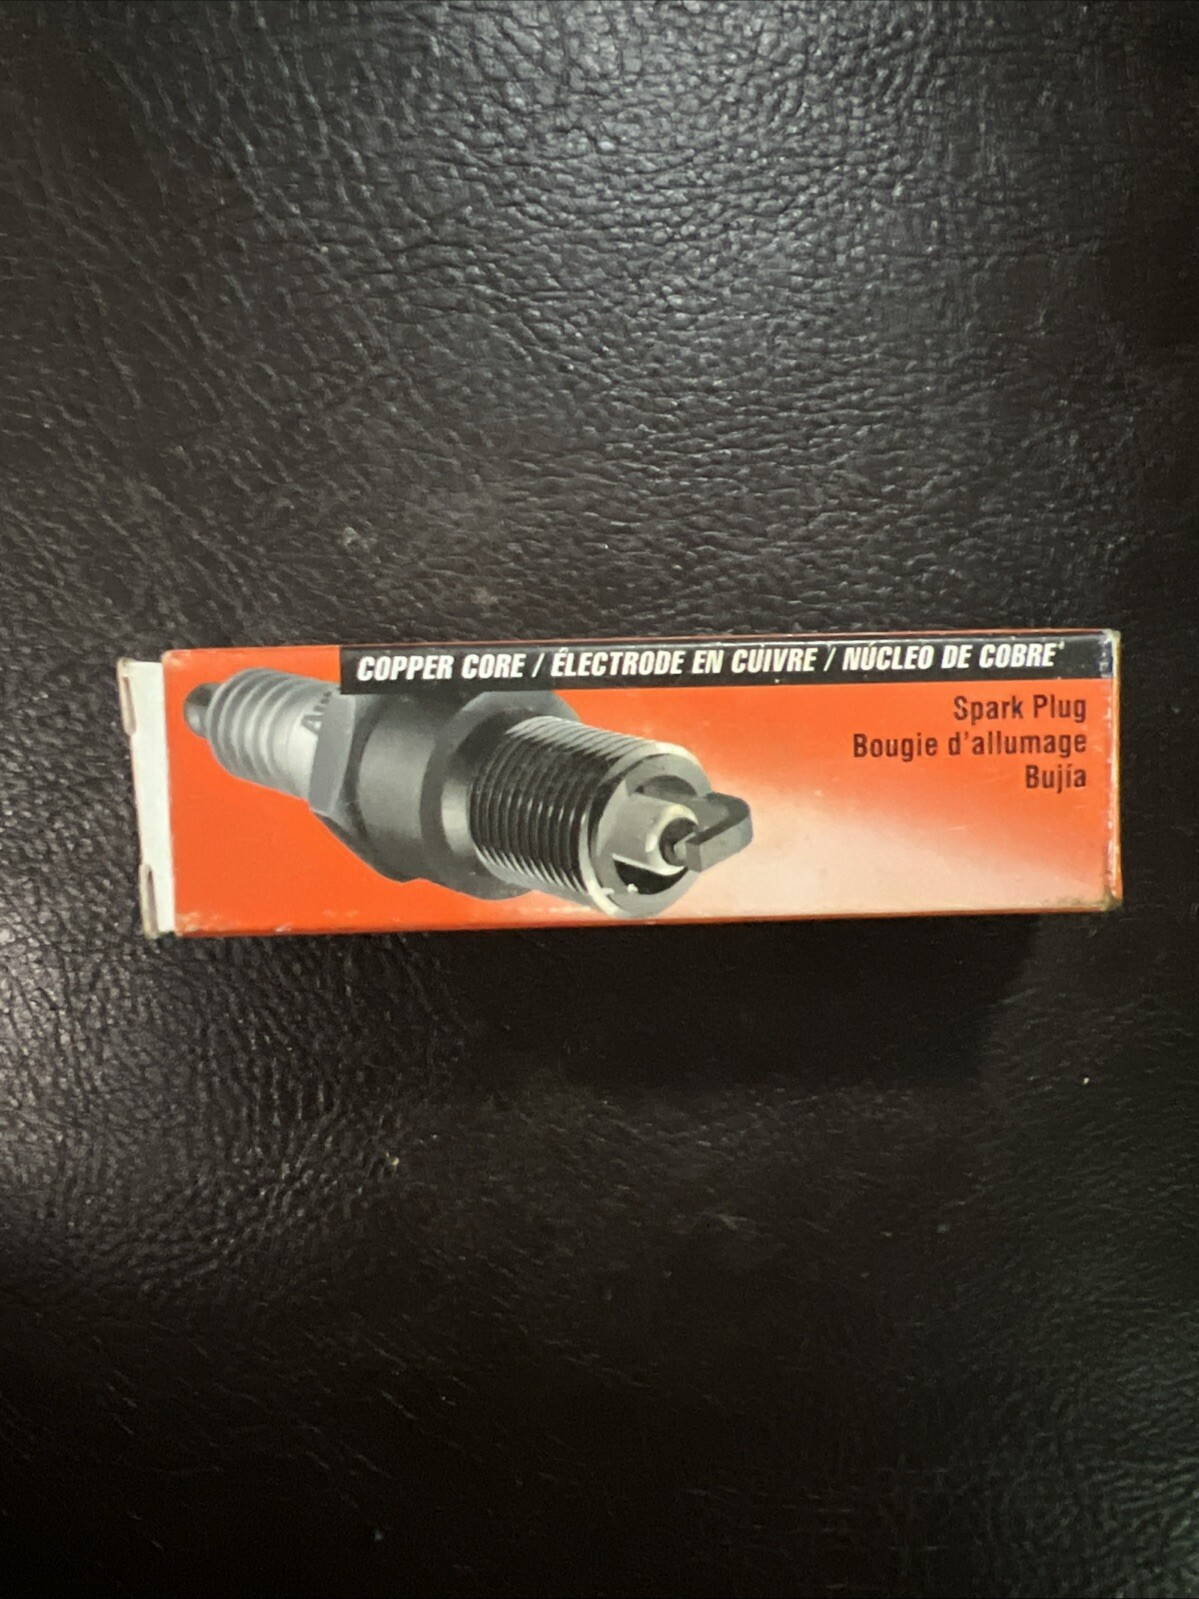 COPPER CORE / ÉLECTRODE EN CUIVRE / NÚCLEO DE COBRE+
Spark Plug
Bougie d'allumage
Bujía